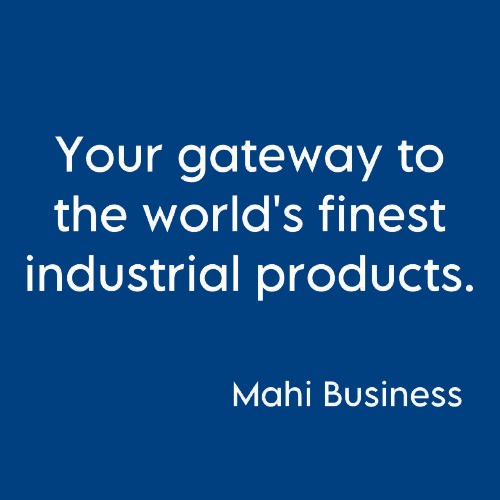 Your gateway to
the world's finest
industrial products.
Mahi Business